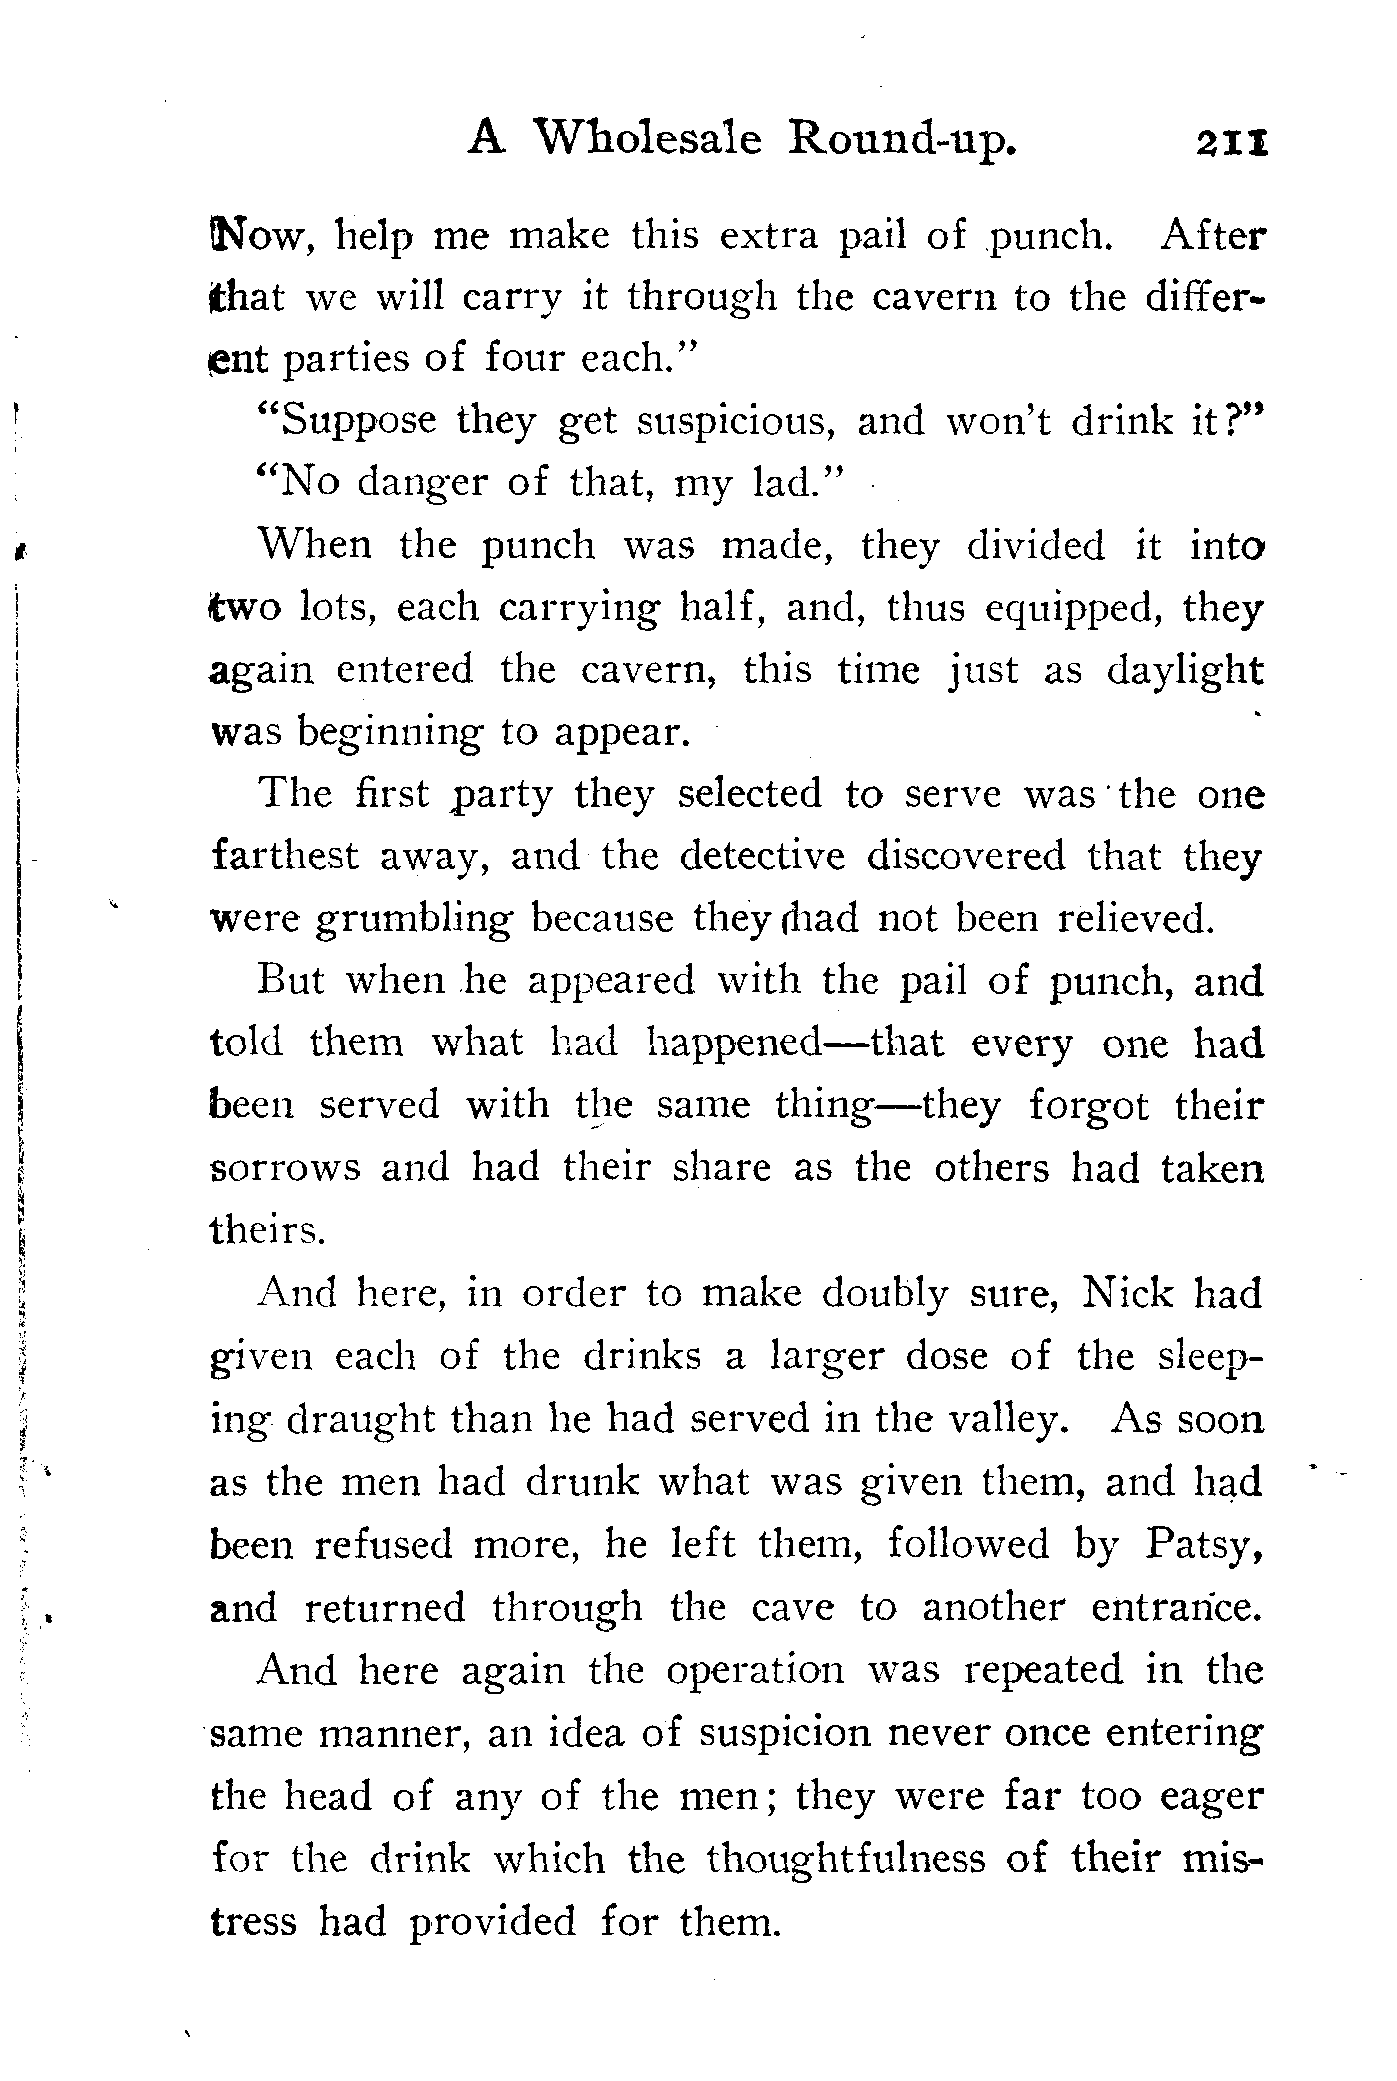 A Wholesale Round-up. 211
Now, help me make this extra pail of punch. After
that we will carry it through the cavern to the differ-
ent parties of four each."
"Suppose they get suspicious, and won't drink it?"
"No danger of that, my lad."
When the punch was made, they divided it into
two lots, each carrying half, and, thus equipped, they
again entered the cavern, this time just as daylight
was beginning to appear.
The first party they selected to serve was the one
farthest away, and the detective discovered that they
were grumbling because they had not been relieved.
But when he appeared with the pail of punch, and
told them what had happened—that every one had
been served with the same thing—they forgot their
sorrows and had their share as the others had taken
theirs.
And here, in order to make doubly sure, Nick had
given each of the drinks a larger dose of the sleep-
ing draught than he had served in the valley. As soon
as the men had drunk what was given them, and had
been refused more, he left them, followed by Patsy,
and returned through the cave to another entrance.
And here again the operation was repeated in the
same manner, an idea of suspicion never once entering
the head of any of the men; they were far too eager
for the drink which the thoughtfulness of their mis-
tress had provided for them.